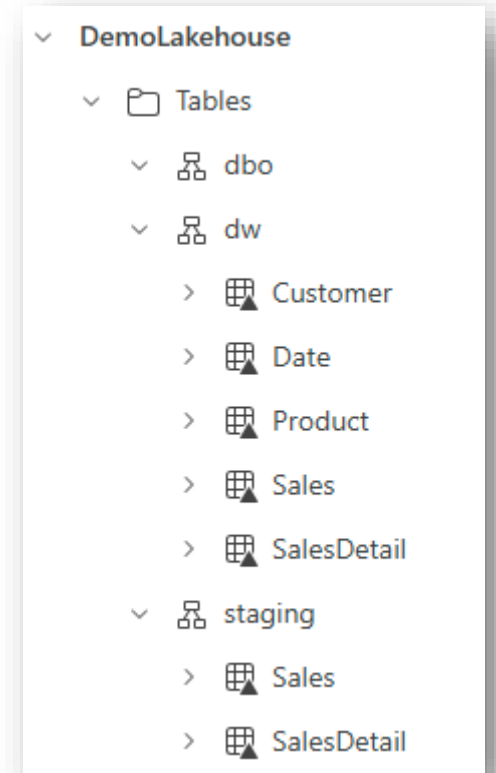 DemoLakehouse
Tables
dbo
dw
Customer
Date
Product
Sales
SalesDetail
staging
Sales
SalesDetail